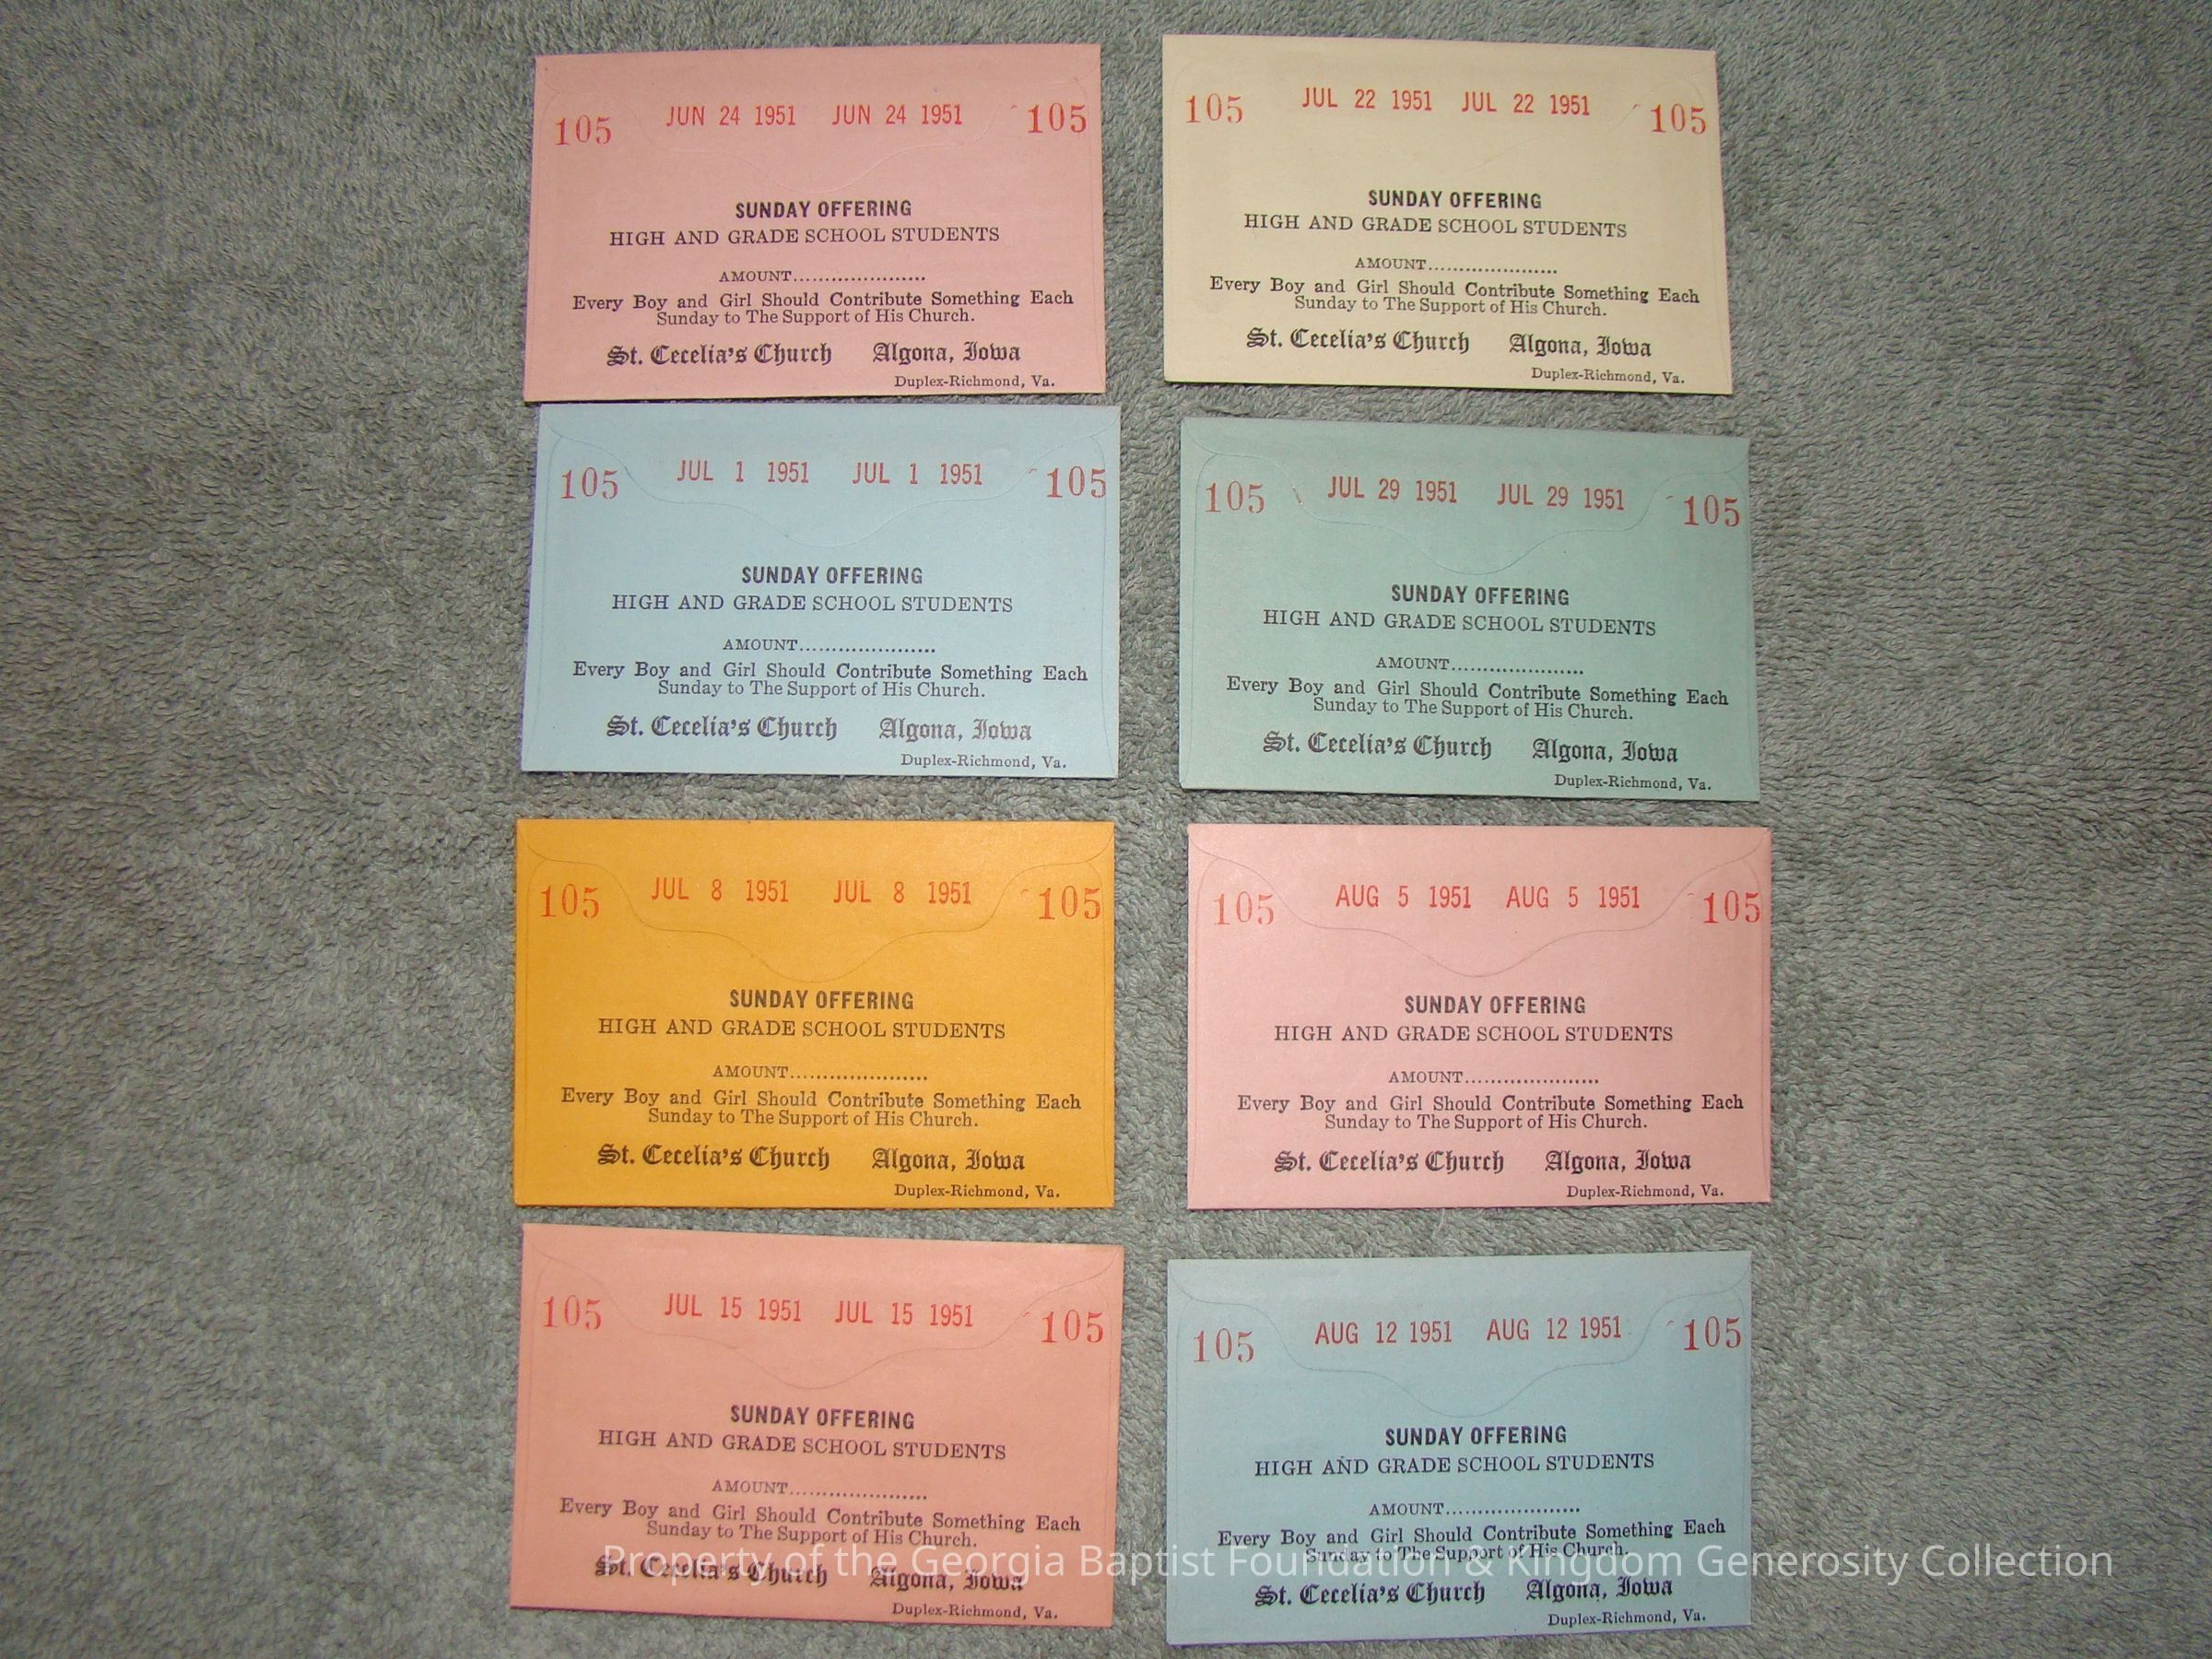 105 JUN 24 1951 JUN 24 1951 105
SUNDAY OFFERING
HIGH AND GRADE SCHOOL STUDENTS
AMOUNT.....................
Every Boy and Girl Should Contribute Something Each
Sunday to The Support of His Church.
St. Cecelia's Church Algona, Iowa
Duplex-Richmond, Va.
105 JUL 1 1951 JUL 1 1951 105
SUNDAY OFFERING
HIGH AND GRADE SCHOOL STUDENTS
AMOUNT.....................
Every Boy and Girl Should Contribute Something Each
Sunday to The Support of His Church.
St. Cecelia's Church Algona, Iowa
Duplex-Richmond, Va.
105 JUL 8 1951 JUL 8 1951 105
SUNDAY OFFERING
HIGH AND GRADE SCHOOL STUDENTS
AMOUNT.....................
Every Boy and Girl Should Contribute Something Each
Sunday to The Support of His Church.
St. Cecelia's Church Algona, Iowa
Duplex-Richmond, Va.
105 JUL 15 1951 JUL 15 1951 105
SUNDAY OFFERING
HIGH AND GRADE SCHOOL STUDENTS
AMOUNT.....................
Every Boy and Girl Should Contribute Something Each
Sunday to The Support of His Church.
St. Cecelia's Church Algona, Iowa
Duplex-Richmond, Va.
105 JUL 22 1951 JUL 22 1951 105
SUNDAY OFFERING
HIGH AND GRADE SCHOOL STUDENTS
AMOUNT.....................
Every Boy and Girl Should Contribute Something Each
Sunday to The Support of His Church.
St. Cecelia's Church Algona, Iowa
Duplex-Richmond, Va.
105 JUL 29 1951 JUL 29 1951 105
SUNDAY OFFERING
HIGH AND GRADE SCHOOL STUDENTS
AMOUNT.....................
Every Boy and Girl Should Contribute Something Each
Sunday to The Support of His Church.
St. Cecelia's Church Algona, Iowa
Duplex-Richmond, Va.
105 AUG 5 1951 AUG 5 1951 105
SUNDAY OFFERING
HIGH AND GRADE SCHOOL STUDENTS
AMOUNT.....................
Every Boy and Girl Should Contribute Something Each
Sunday to The Support of His Church.
St. Cecelia's Church Algona, Iowa
Duplex-Richmond, Va.
105 AUG 12 1951 AUG 12 1951 105
SUNDAY OFFERING
HIGH AND GRADE SCHOOL STUDENTS
AMOUNT.....................
Every Boy and Girl Should Contribute Something Each
Sunday to The Support of His Church.
St. Cecelia's Church Algona, Iowa
Duplex-Richmond, Va.
Property of the Georgia Baptist Foundation & Kingdom Generosity Collection